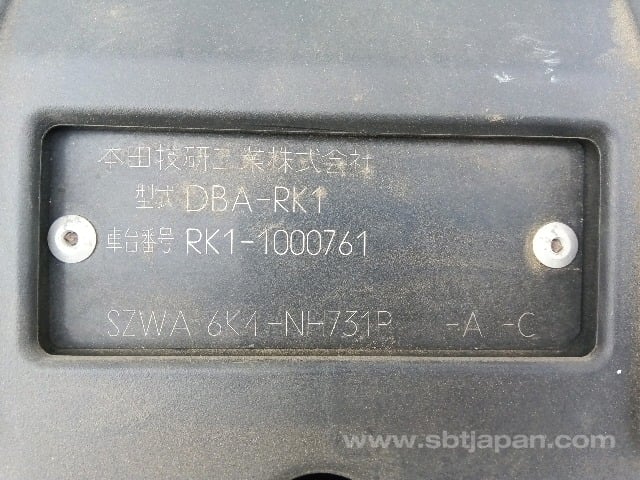 本田技研工業株式会社
型式 DBA-RK1
車台番号 RK1-1000761
SZWA-6K4-NH731P -A -C
www.sbtjapan.com